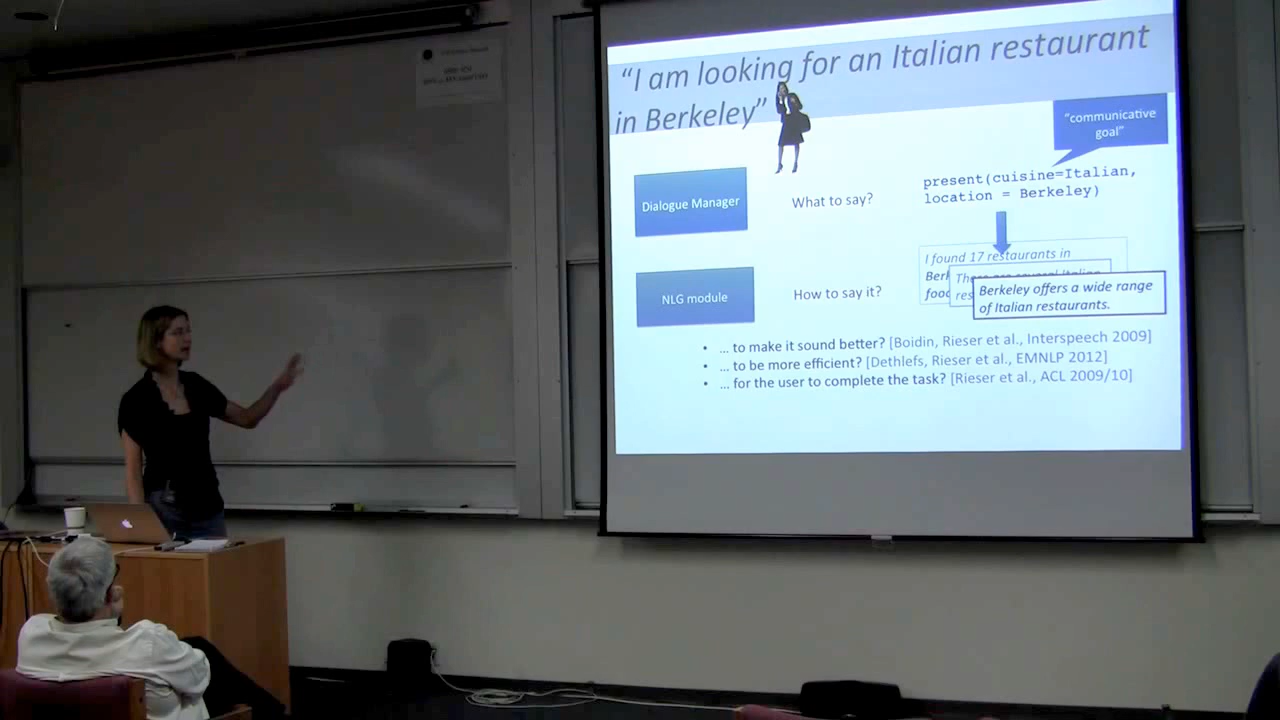 “I am looking for an Italian restaurant
in Berkeley”
“communicative
goal”
Dialogue Manager
What to say?
present(cuisine=Italian,
location = Berkeley)
NLG module
How to say it?
I found 17 restaurants in
Berkeley offers a wide range
of Italian restaurants.
• … to make it sound better? [Boidin, Rieser et al., Interspeech 2009]
• … to be more efficient? [Dethlefs, Rieser et al., EMNLP 2012]
• … for the user to complete the task? [Rieser et al., ACL 2009/10]